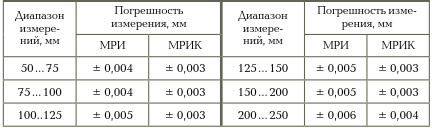 Диапазон измере-ний, мм | Погрешность измерения, мм | Диапазон измере-ний, мм | Погрешность изме-рения, мм
МРИ | МРИК | МРИ | МРИК
50…75 | ± 0,004 | ± 0,003 | 125…150 | ± 0,005 | ± 0,003
75…100 | ± 0,004 | ± 0,003 | 150…200 | ± 0,005 | ± 0,003
100..125 | ± 0,005 | ± 0,003 | 200…250 | ± 0,006 | ± 0,004